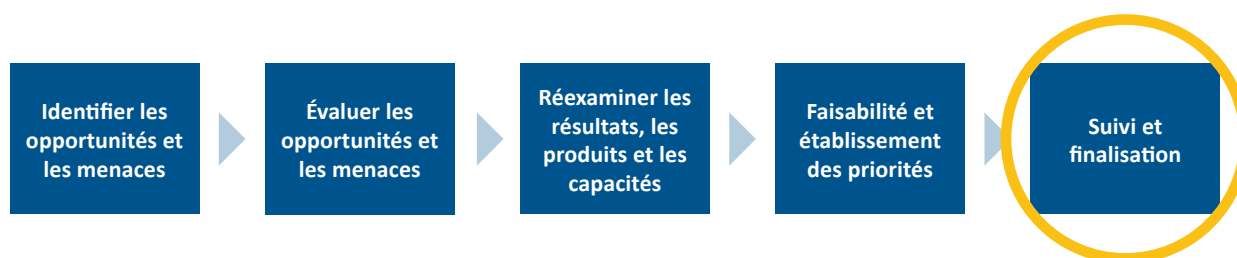 Identifier les
opportunités et
les menaces
Évaluer les
opportunités et
les menaces
Réexaminer les
résultats, les
produits et les
capacités
Faisabilité et
établissement
des priorités
Suivi et
finalisation